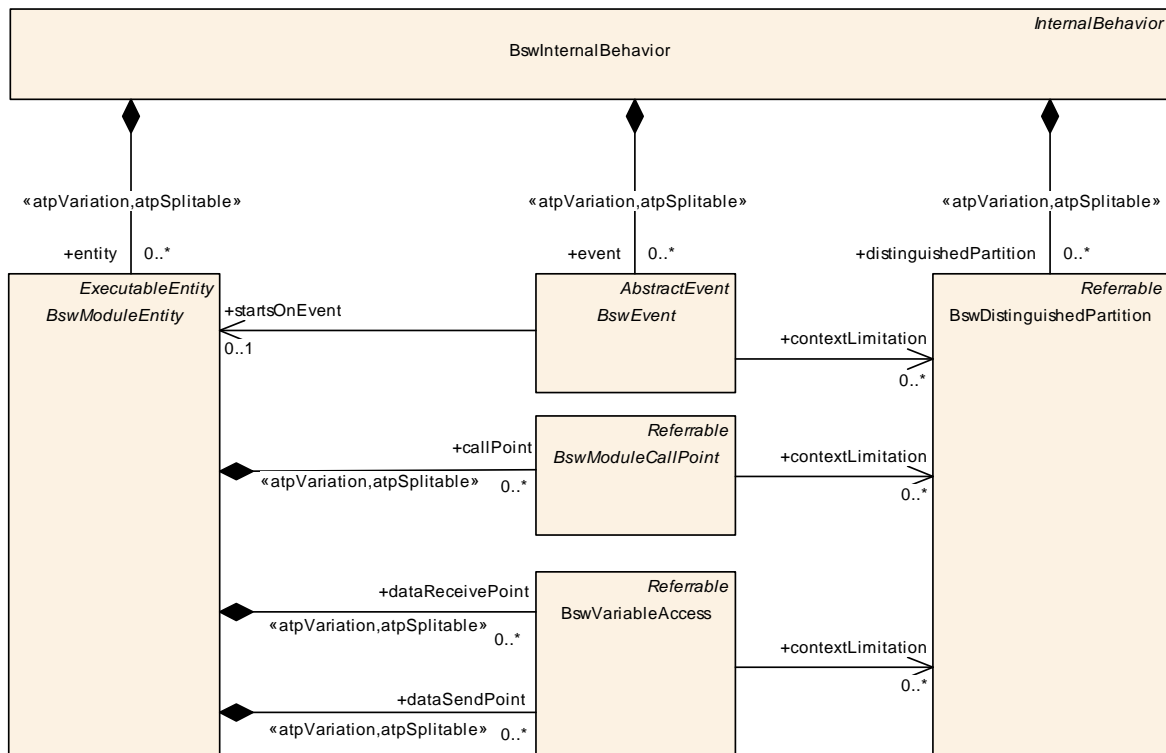 InternalBehavior
BswInternalBehavior
«atpVariation,atpSplitable»
«atpVariation,atpSplitable»
«atpVariation,atpSplitable»
+entity
0..*
+event
0..*
+distinguishedPartition
0..*
ExecutableEntity
BswModuleEntity
AbstractEvent
BswEvent
Referrable
BswDistinguishedPartition
+startsOnEvent
0..1
+contextLimitation
0..*
Referrable
BswModuleCallPoint
+callPoint
«atpVariation,atpSplitable»
0..*
+contextLimitation
0..*
Referrable
BswVariableAccess
+dataReceivePoint
«atpVariation,atpSplitable»
0..*
+contextLimitation
0..*
+dataSendPoint
«atpVariation,atpSplitable»
0..*